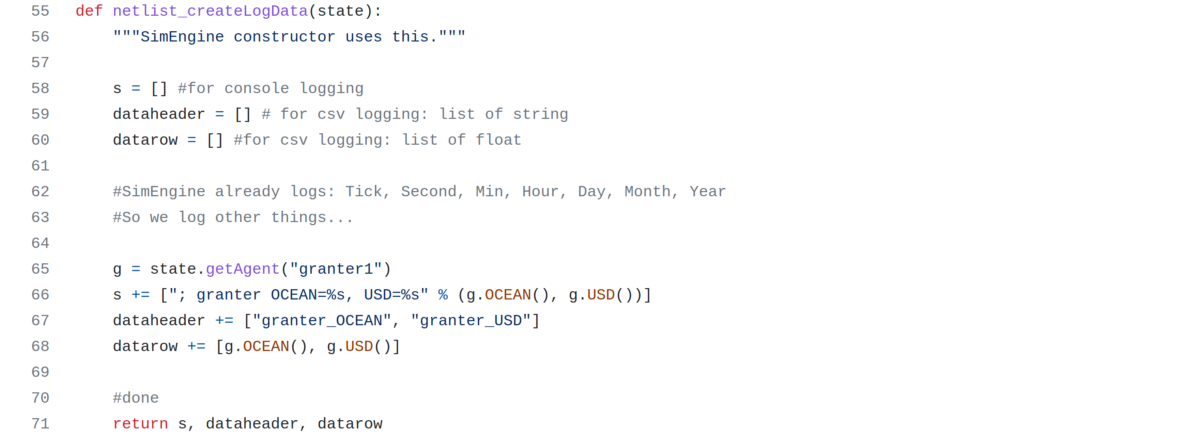 55 def netlist_createLogData(state):
56     """SimEngine constructor uses this."""
57
58     s = [] #for console logging
59     dataheader = [] # for csv logging: list of string
60     datarow = [] #for csv logging: list of float
61
62     #SimEngine already logs: Tick, Second, Min, Hour, Day, Month, Year
63     #So we log other things...
64
65     g = state.getAgent("granter1")
66     s += ["; granter OCEAN=%s, USD=%s" % (g.OCEAN(), g.USD())]
67     dataheader += ["granter_OCEAN", "granter_USD"]
68     datarow += [g.OCEAN(), g.USD()]
69
70     #done
71     return s, dataheader, datarow